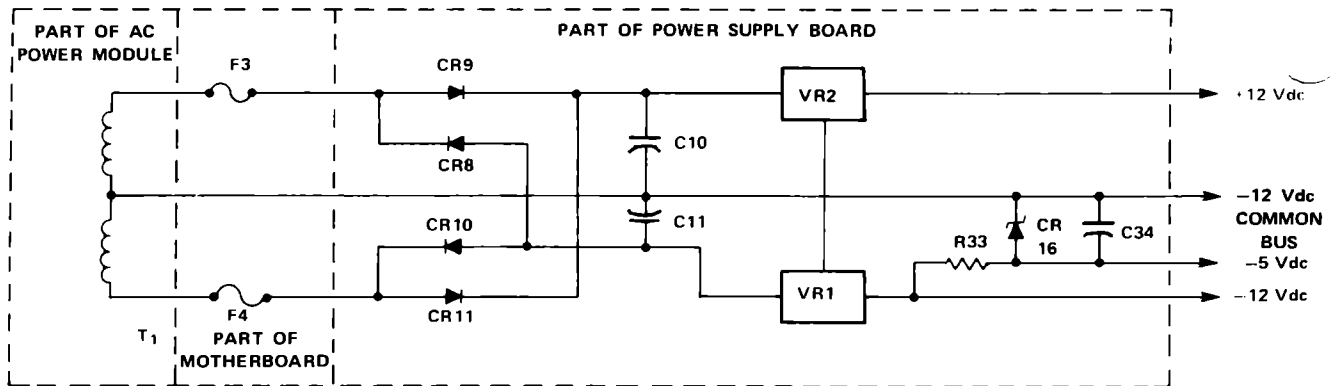 PART OF AC
POWER MODULE
PART OF POWER SUPPLY BOARD
F3
CR9
VR2
+12 Vdc
CR8
C10
-12 Vdc
COMMON
BUS
C11
CR10
R33
CR
16
C34
-5 Vdc
VR1
-12 Vdc
F4
CR11
T1
PART OF
MOTHERBOARD